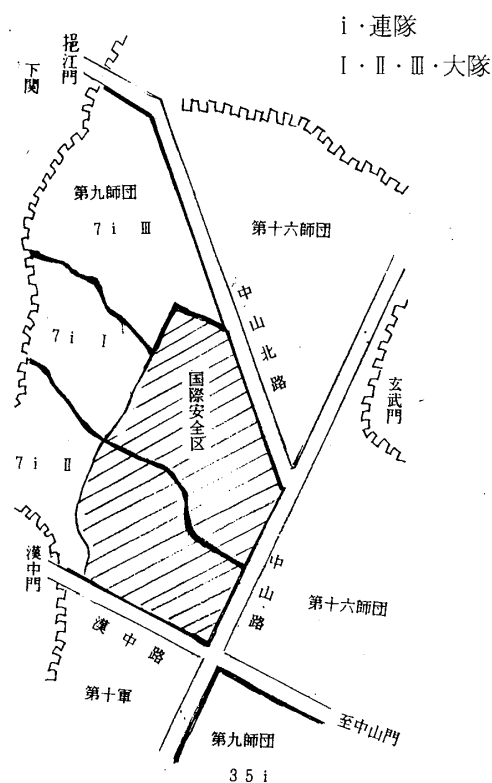 i・連隊
Ⅰ・Ⅱ・Ⅲ・大隊
挹江門
下関
第九師団
7 i Ⅲ
第十六師団
中山北路
7 i Ⅰ
国際安全区
玄武門
7 i Ⅱ
漢中門
中山路
漢中路
第十六師団
第十軍
至中山門
第九師団
35 i